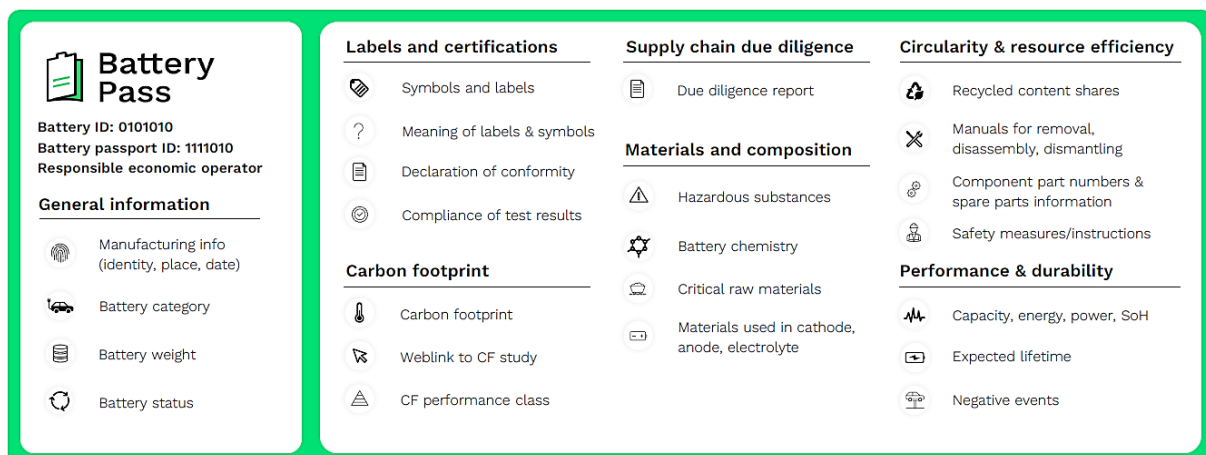 Battery
Pass
Battery ID: 0101010
Battery passport ID: 1111010
Responsible economic operator
General information
Manufacturing info
(identity, place, date)
Battery category
Battery weight
Battery status
Labels and certifications
Symbols and labels
Meaning of labels & symbols
Declaration of conformity
Compliance of test results
Carbon footprint
Carbon footprint
Weblink to CF study
CF performance class
Supply chain due diligence
Due diligence report
Materials and composition
Hazardous substances
Battery chemistry
Critical raw materials
Materials used in cathode,
anode, electrolyte
Circularity & resource efficiency
Recycled content shares
Manuals for removal,
disassembly, dismantling
Component part numbers &
spare parts information
Safety measures/instructions
Performance & durability
Capacity, energy, power, SoH
Expected lifetime
Negative events